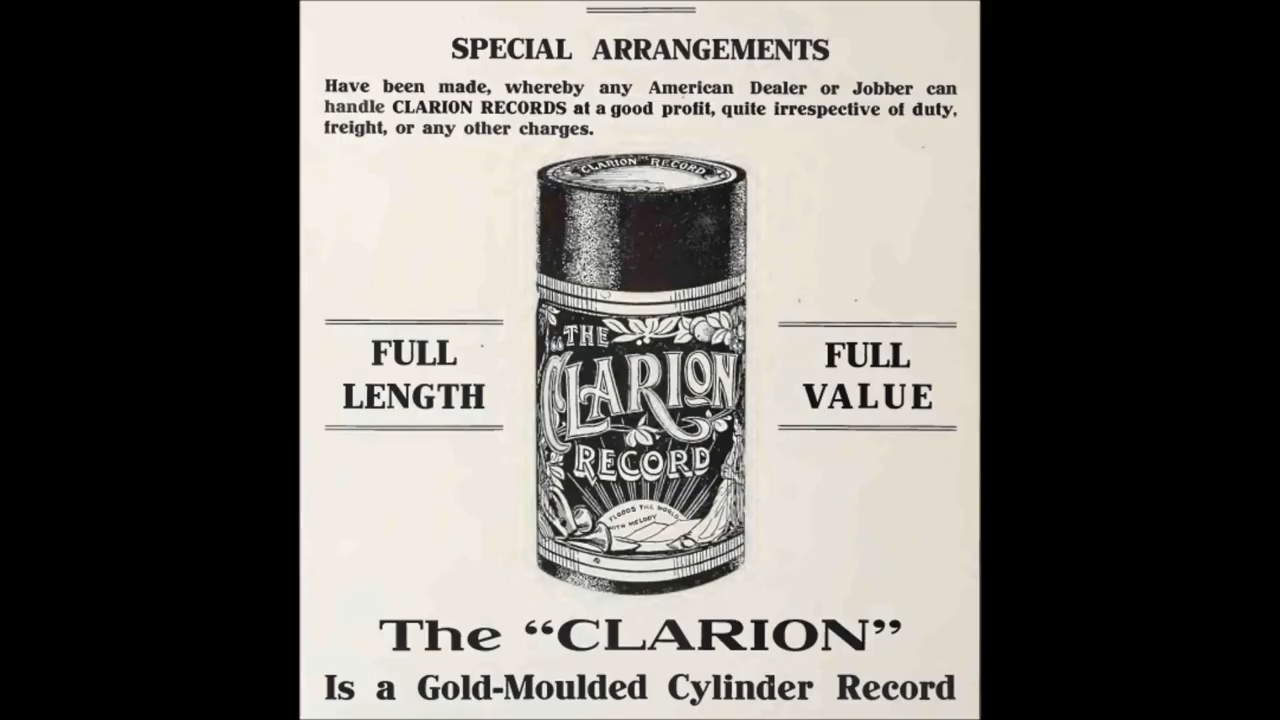 SPECIAL ARRANGEMENTS
Have been made, whereby any American Dealer or Jobber can
handle CLARION RECORDS at a good profit, quite irrespective of duty,
freight, or any other charges.
CLARION RECORD
"THE
CLARION
RECORD
FLOODS THE WORLD
WITH MELODY
FULL
LENGTH
FULL
VALUE
The “CLARION”
Is a Gold-Moulded Cylinder Record